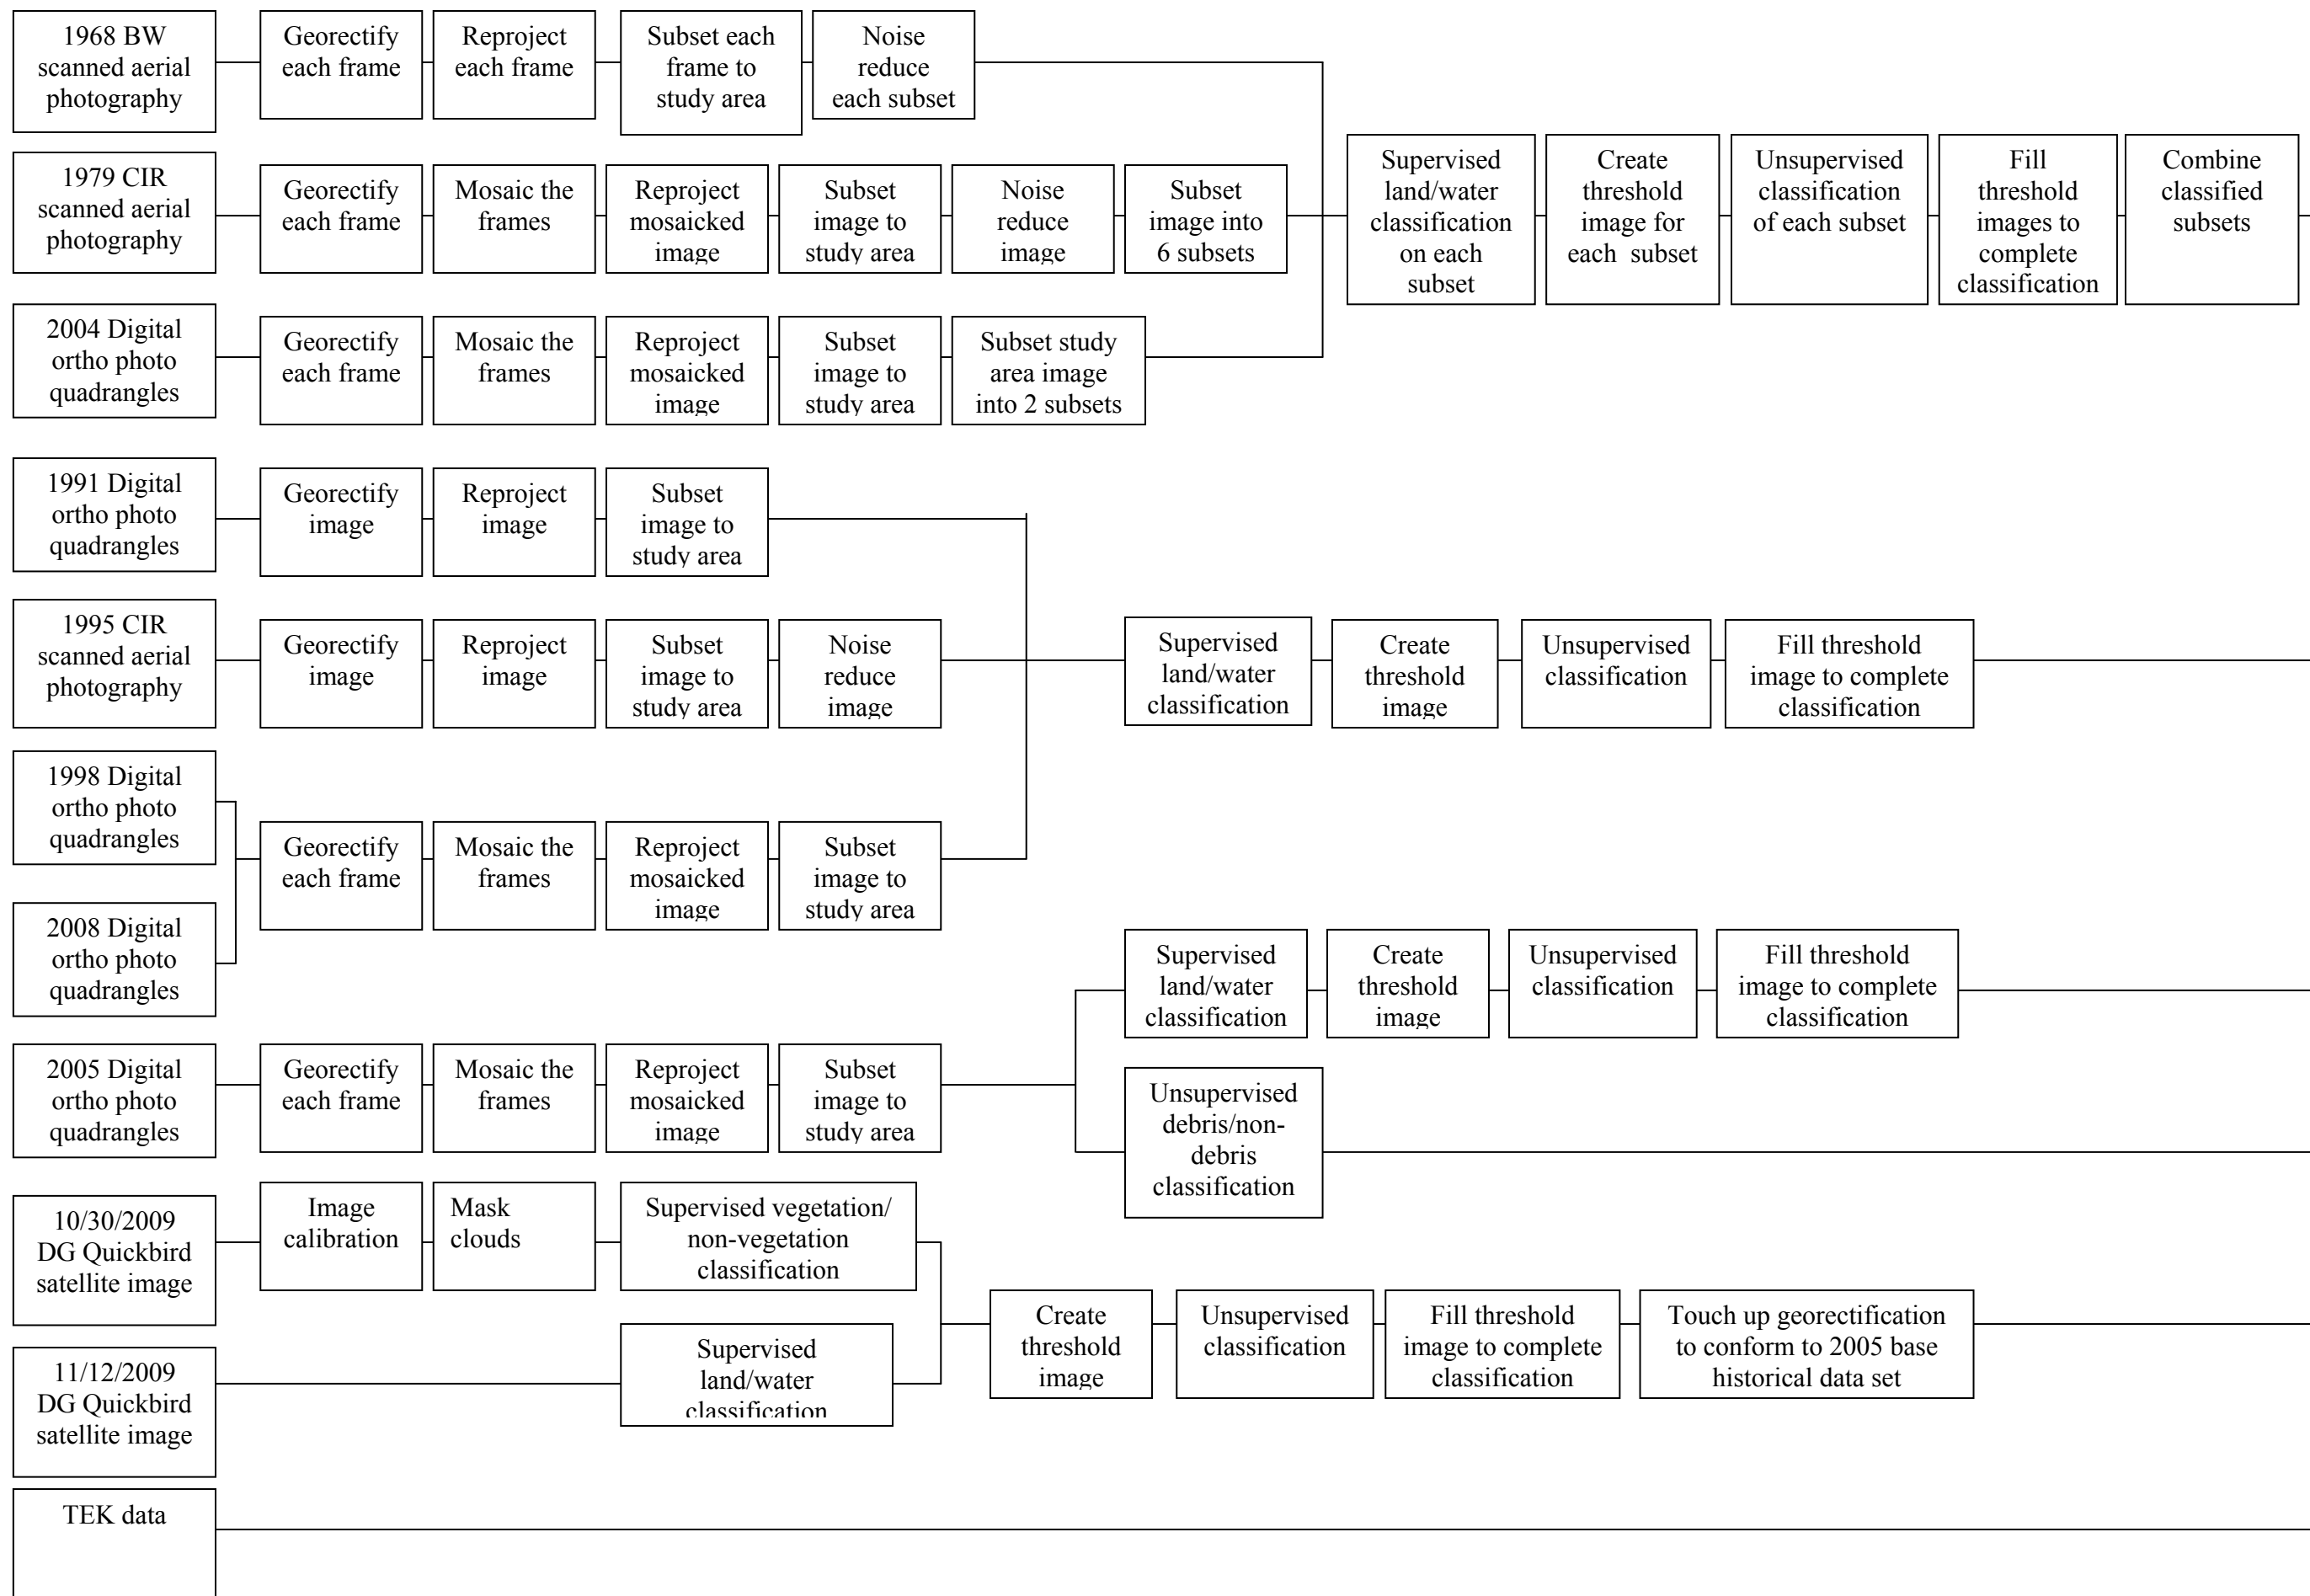 1968 BW
scanned aerial
photography
Georectify
each frame
Reproject
each frame
Subset each
frame to
study area
Noise
reduce
each subset
1979 CIR
scanned aerial
photography
Georectify
each frame
Mosaic the
frames
Reproject
mosaicked
image
Subset
image to
study area
Noise
reduce
image
Subset
image into
6 subsets
Supervised
land/water
classification
on each
subset
Create
threshold
image for
each subset
Unsupervised
classification
of each subset
Fill
threshold
images to
complete
classification
Combine
classified
subsets
2004 Digital
ortho photo
quadrangles
Georectify
each frame
Mosaic the
frames
Reproject
mosaicked
image
Subset
image to
study area
Subset study
area image
into 2 subsets
1991 Digital
ortho photo
quadrangles
Georectify
image
Reproject
image
Subset
image to
study area
1995 CIR
scanned aerial
photography
Georectify
image
Reproject
image
Subset
image to
study area
Noise
reduce
image
Supervised
land/water
classification
Create
threshold
image
Unsupervised
classification
Fill threshold
image to complete
classification
1998 Digital
ortho photo
quadrangles
Georectify
each frame
Mosaic the
frames
Reproject
mosaicked
image
Subset
image to
study area
2008 Digital
ortho photo
quadrangles
Supervised
land/water
classification
Create
threshold
image
Unsupervised
classification
Fill threshold
image to complete
classification
2005 Digital
ortho photo
quadrangles
Georectify
each frame
Mosaic the
frames
Reproject
mosaicked
image
Subset
image to
study area
Unsupervised
debris/non-
debris
classification
10/30/2009
DG Quickbird
satellite image
Image
calibration
Mask
clouds
Supervised vegetation/
non-vegetation
classification
Create
threshold
image
Unsupervised
classification
Fill threshold
image to complete
classification
Touch up georectification
to conform to 2005 base
historical data set
11/12/2009
DG Quickbird
satellite image
Supervised
land/water
classification
TEK data